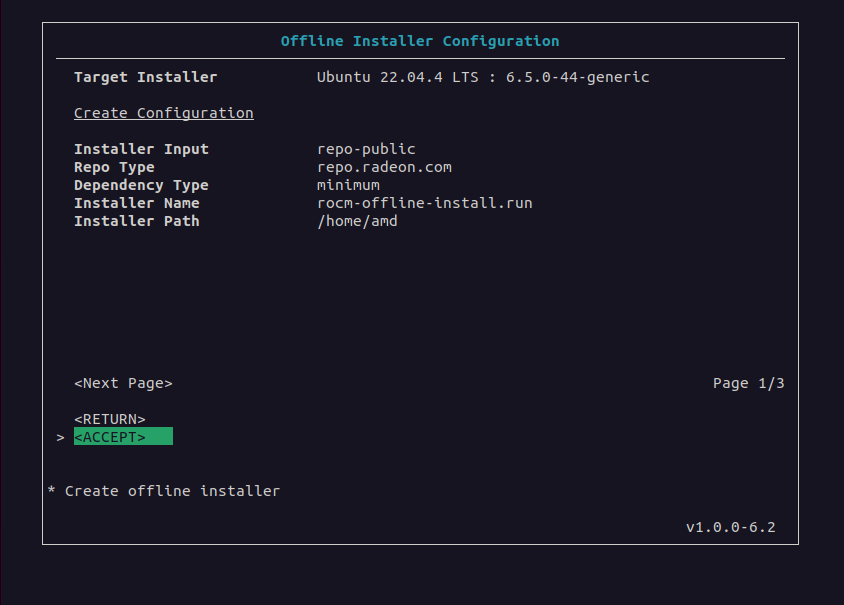 Offline Installer Configuration
Target Installer Ubuntu 22.04.4 LTS : 6.5.0-44-generic
Create Configuration
Installer Input repo-public
Repo Type repo.radeon.com
Dependency Type minimum
Installer Name rocm-offline-install.run
Installer Path /home/amd
<Next Page> Page 1/3
<RETURN>
> <ACCEPT>
* Create offline installer
v1.0.0-6.2